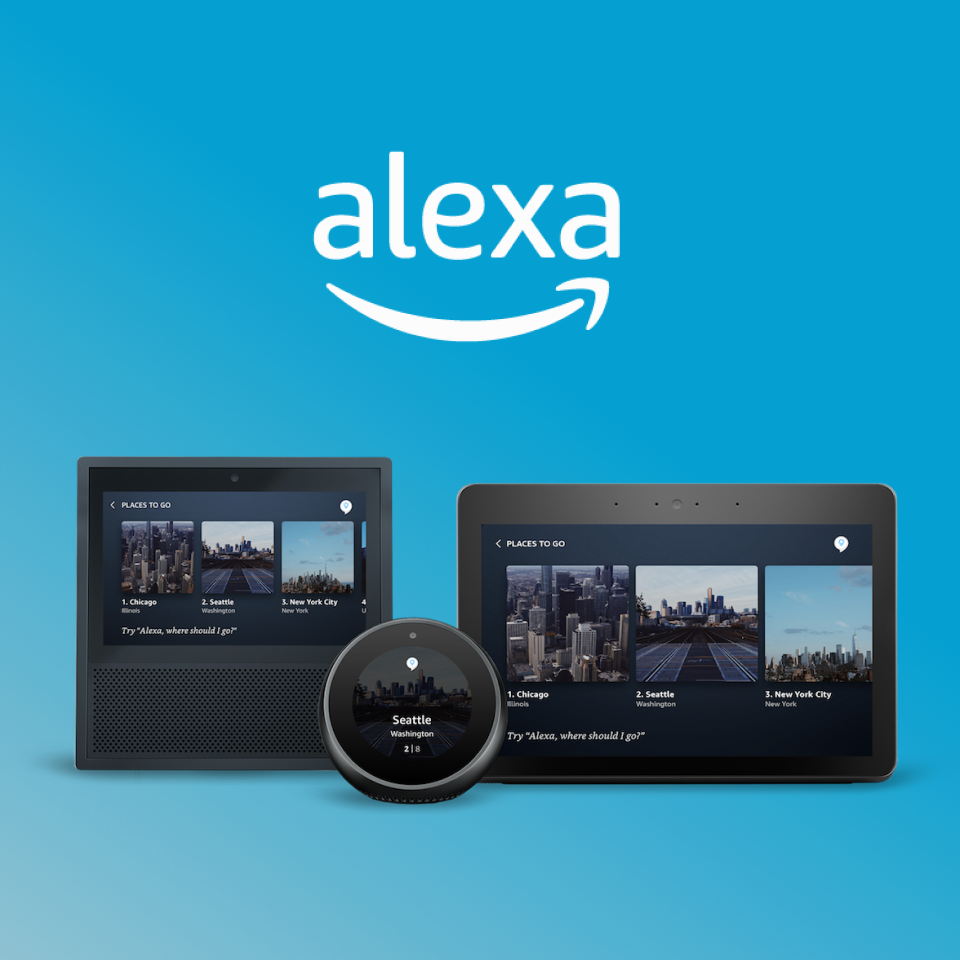 alexa
PLACES TO GO
1. Chicago
Illinois
2. Seattle
Washington
3. New York City
New York
4
U
Try "Alexa, where should I go?"
Seattle
Washington
2 | 8
PLACES TO GO
1. Chicago
Illinois
2. Seattle
Washington
3. New York City
New York
Try "Alexa, where should I go?"